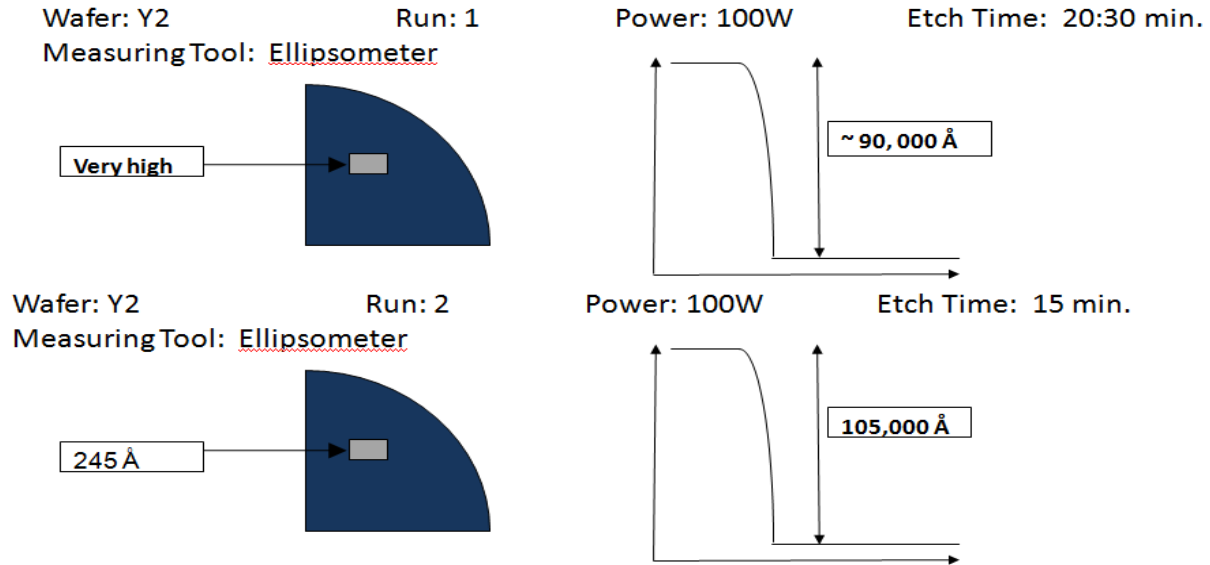 Wafer: Y2 Run: 1 Power: 100W Etch Time: 20:30 min.
Measuring Tool: Ellipsometer
Very high
~ 90, 000 Å
Wafer: Y2 Run: 2 Power: 100W Etch Time: 15 min.
Measuring Tool: Ellipsometer
245 Å
105,000 Å